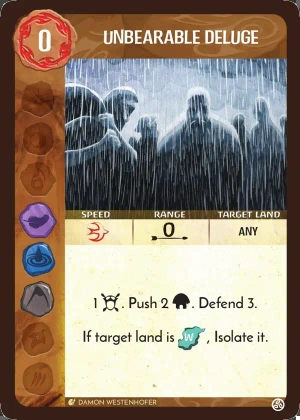 0
UNBEARABLE DELUGE
SPEED RANGE TARGET LAND
0 ANY
1 . Push 2 . Defend 3.
If target land is W , Isolate it.
DAMON WESTENHOFER